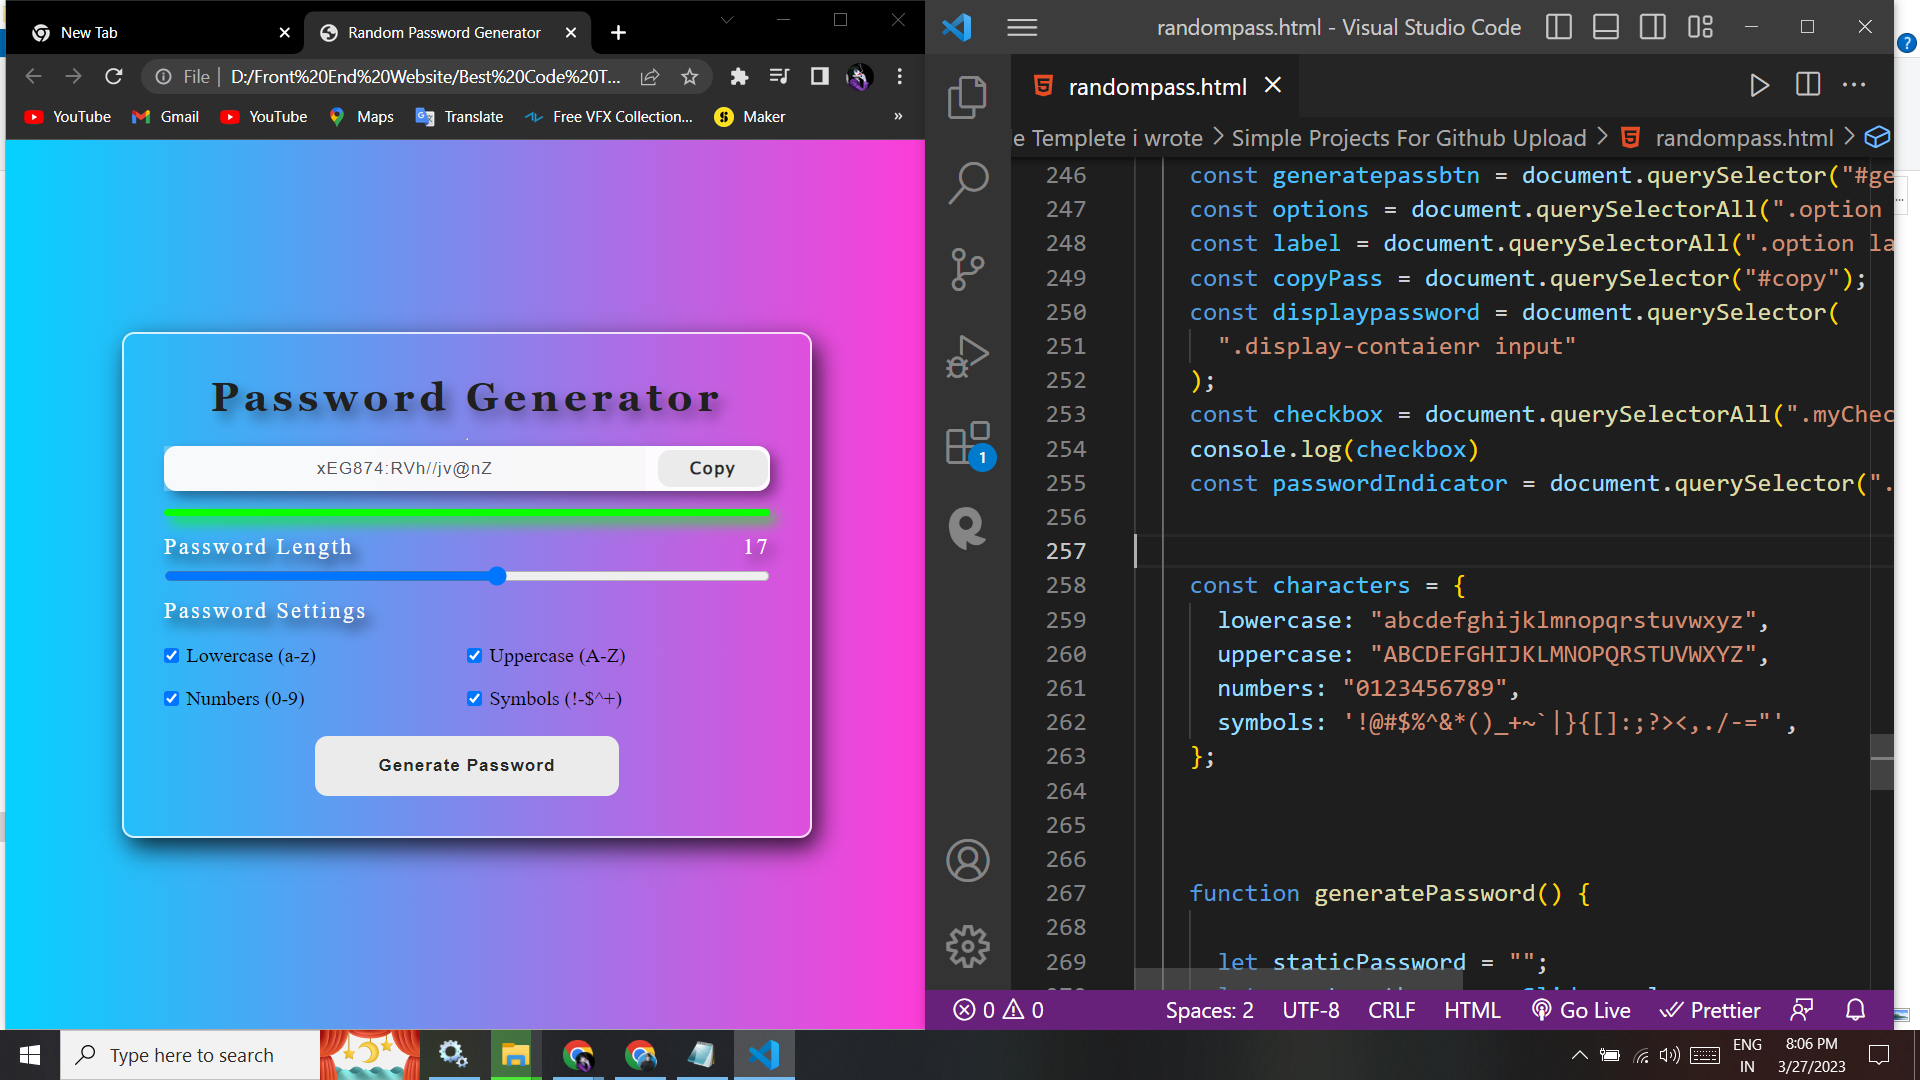 New Tab
Random Password Generator
File
D:/Front%20End%20Website/Best%20Code%20T...
YouTube
Gmail
YouTube
Maps
Translate
Free VFX Collection...
Maker
»
Password Generator
xEG874:RVh//jv@nZ
Copy
Password Length
17
Password Settings
Lowercase (a-z)
Uppercase (A-Z)
Numbers (0-9)
Symbols (!-$^+)
Generate Password
randompass.html - Visual Studio Code
randompass.html
e Templete i wrote > Simple Projects For Github Upload > randompass.html >
246 const generatepassbtn = document.querySelector("#ge
247 const options = document.querySelectorAll(".option
248 const label = document.querySelectorAll(".option la
249 const copyPass = document.querySelector("#copy");
250 const displaypassword = document.querySelector(
251 ".display-contaienr input"
252 );
253 const checkbox = document.querySelectorAll(".myChec
254 console.log(checkbox)
255 const passwordIndicator = document.querySelector(".
256
257
258 const characters = {
259 lowercase: "abcdefghijklmnopqrstuvwxyz",
260 uppercase: "ABCDEFGHIJKLMNOPQRSTUVWXYZ",
261 numbers: "0123456789",
262 symbols: '!@#$%^&*()_+~`|}{[]:;?><,./-="',
263 };
264
265
266
267 function generatePassword() {
268
269 let staticPassword = "";
1
0 0
Spaces: 2
UTF-8
CRLF
HTML
Go Live
Prettier
Type here to search
ENG
IN
8:06 PM
3/27/2023